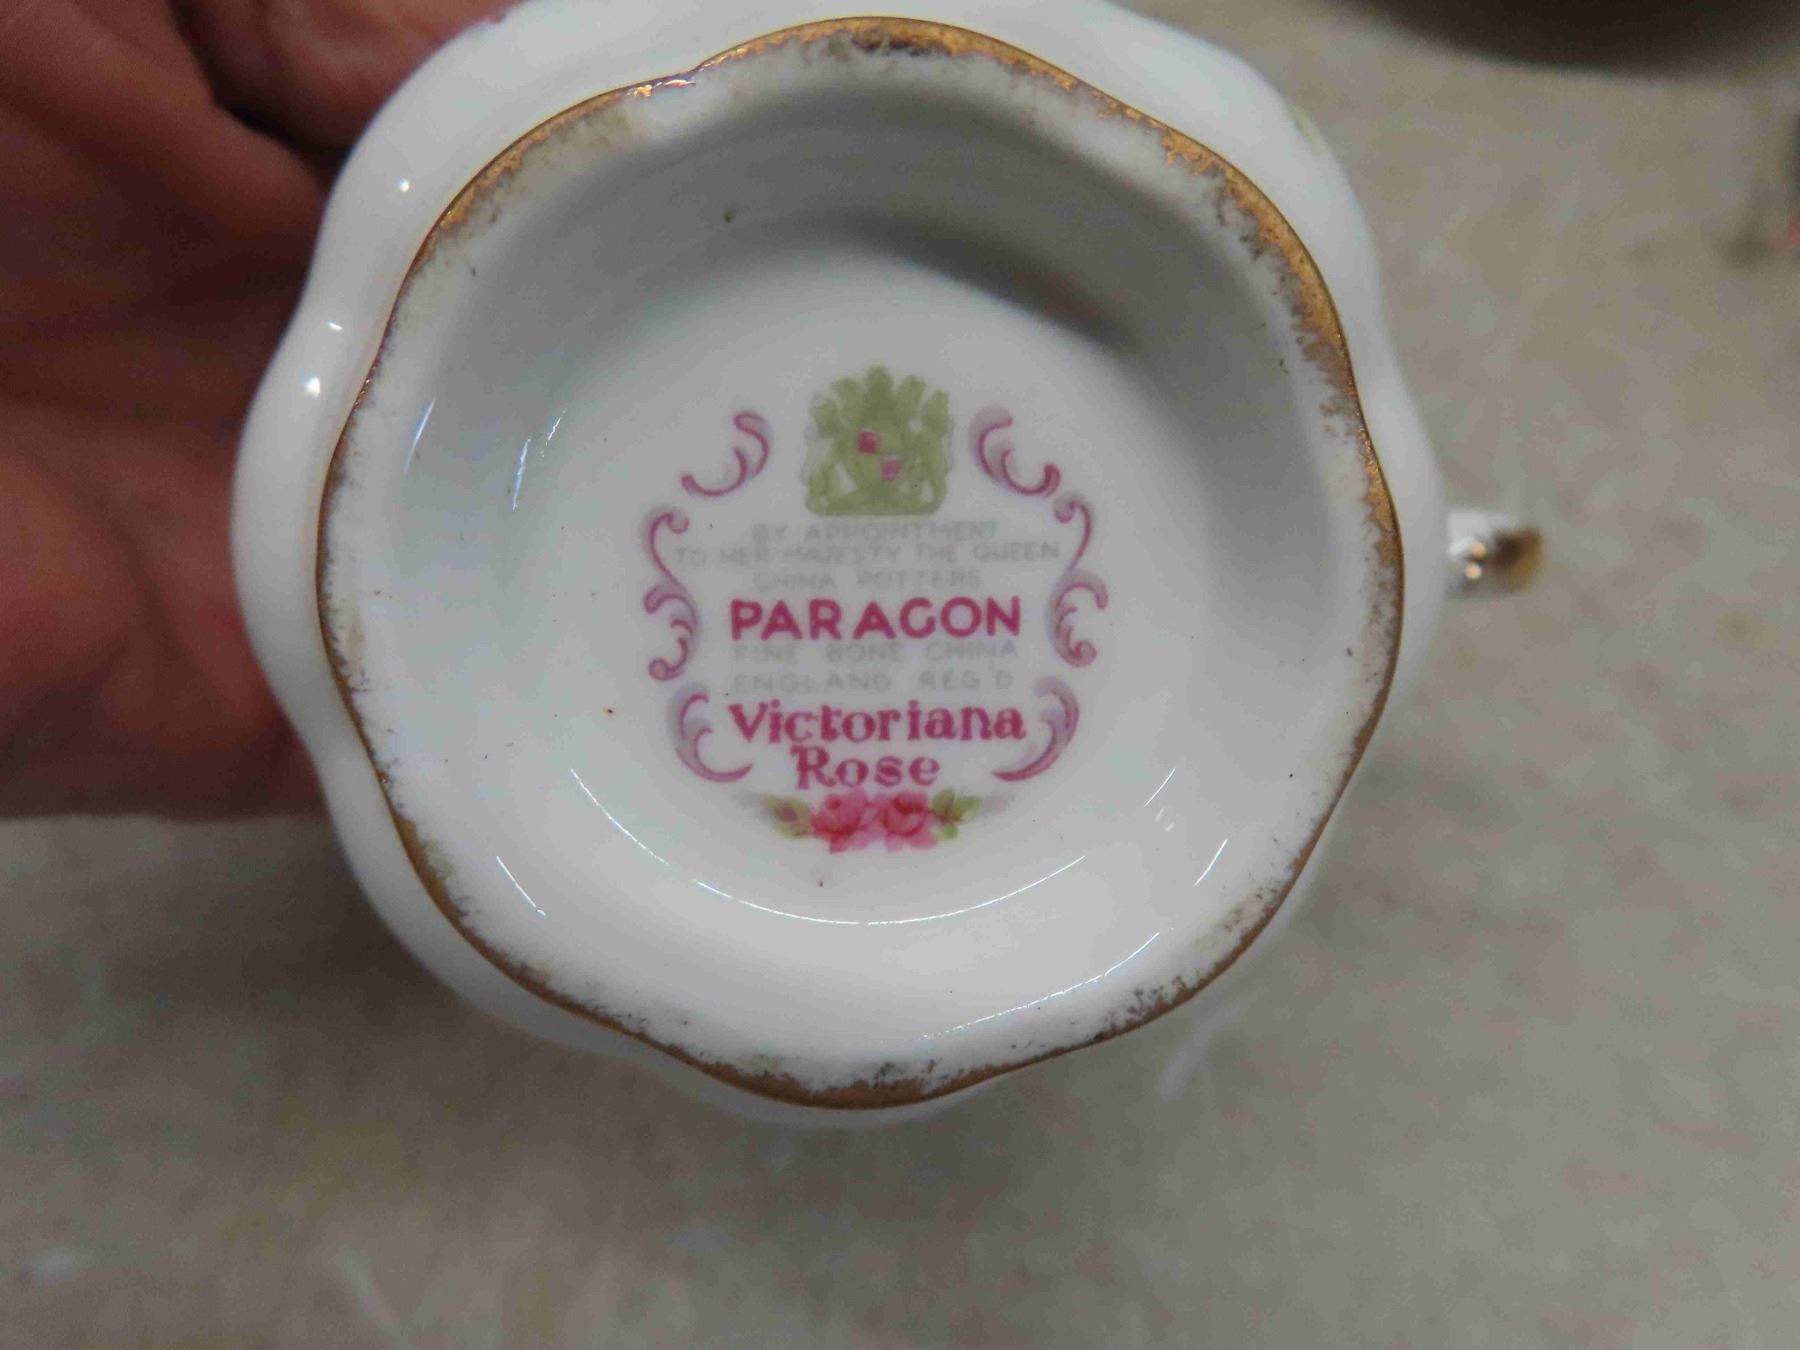 BY APPOINTMENT
TO HER MAJESTY THE QUEEN
CHINA POTTERS
PARAGON
FINE BONE CHINA
ENGLAND REG'D
Victoriana
Rose